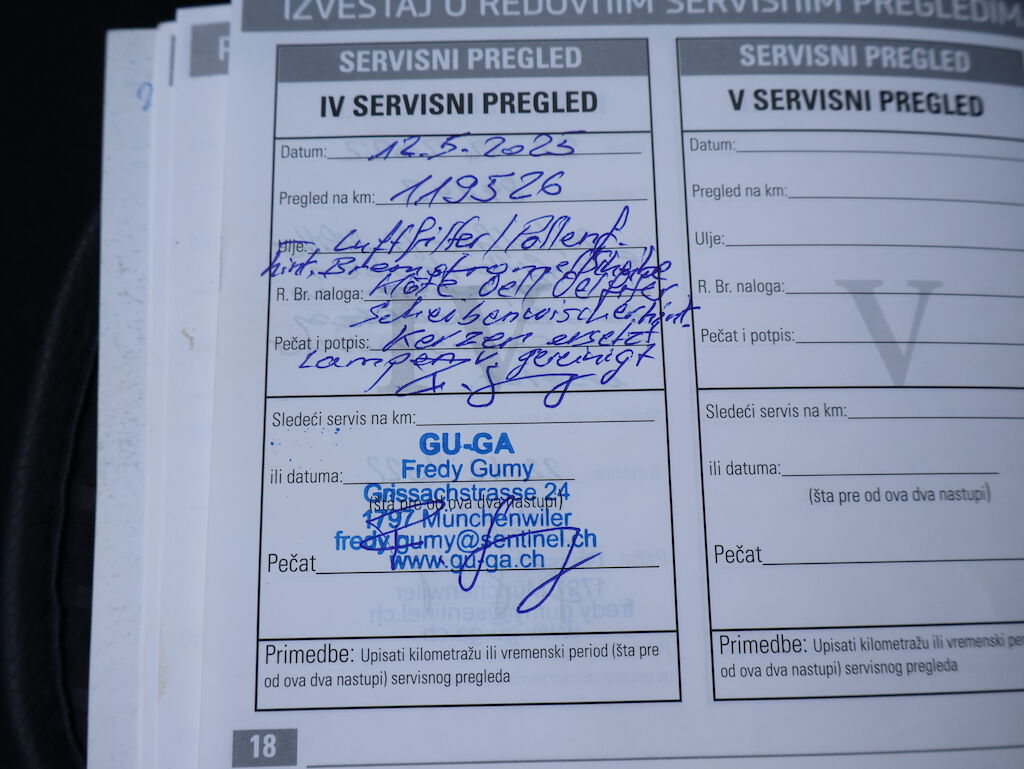 IZVEŠTAJ O REDOVNIM SERVISNIM PREGLEDIMA
SERVISNI PREGLED
IV SERVISNI PREGLED
Datum: 12.5.2025
Pregled na km: 119526
Ulje: Luftfilter/Pollenf.
hint. Bremstrommel
R. Br. naloga: Oel/Oelfilter
Scheibenwischer hint.
Pečat i potpis: Kerzen ersetzt
Lampen gereinigt
Sledeći servis na km:
GU-GA
Fredy Gumy
ili datuma:
Grissachstrasse 24
(šta pre od ova dva nastupi)
1797 Münchenwiler
fredy.gumy@sentinel.ch
www.gu-ga.ch
Pečat
Primedbe: Upisati kilometražu ili vremenski period (šta pre
od ova dva nastupi) servisnog pregleda
18
SERVISNI PREGLED
V SERVISNI PREGLED
Datum:
Pregled na km:
Ulje:
R. Br. naloga:
Pečat i potpis:
V
Sledeći servis na km:
ili datuma:
(šta pre od ova dva nastupi)
Pečat
Primedbe: Upisati kilometražu ili vremenski per
od ova dva nastupi) servisnog pregleda